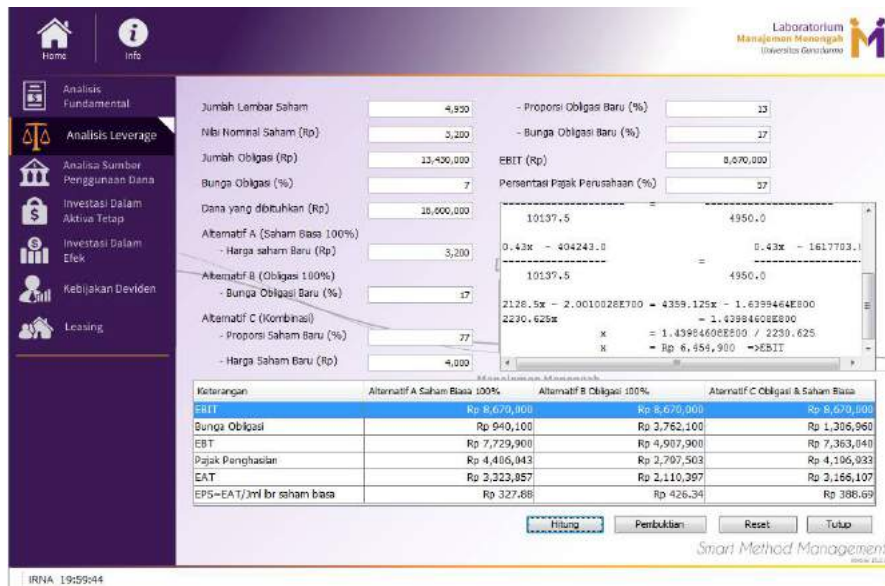 Home
Info
Laboratorium
Manajemen Menengah
Universitas Gunadarma
Analisis
Fundamental
Analisis Leverage
Analisa Sumber
Penggunaan Dana
Investasi Dalam
Aktiva Tetap
Investasi Dalam
Efek
Kebijakan Deviden
Leasing
Jumlah Lembar Saham 4,950
Nilai Nominal Saham (Rp) 3,200
Jumlah Obligasi (Rp) 13,430,000
Bunga Obligasi (%) 7
Dana yang dibituhkan (Rp) 16,600,000
Alternatif A (Saham Biasa 100%)
- Harga saham Baru (Rp) 3,200
Alternatif B (Obligasi 100%)
- Bunga Obligasi Baru (%) 17
Alternatif C (Kombinasi)
- Proporsi Saham Baru (%) 77
- Harga Saham Baru (Rp) 4,000
- Proporsi Obligasi Baru (%)
- Bunga Obligasi Baru (%) 17
EBIT (Rp) 8,670,000
Persentasi Pajak Perusahaan (%) 57
------------------ = ------------------
10137.5 4950.0
0.43x - 404243.0 0.43x - 1617703.
------------------ = ------------------
10137.5 4950.0
2128.5x - 2.0010028E700 = 4359.125x - 1.6399464E800
2230.625x = 1.43984608E800
x = 1.43984608E800 / 2230.625
x = Rp 6,454,900 =>EBIT
Manajemen Menengah
Keterangan Alternatif A Saham Biasa 100% Alternatif B Obligasi 100% Alternatif C Obligasi & Saham Biasa
EBIT Rp 8,670,000 Rp 8,670,000 Rp 8,670,000
Bunga Obligasi Rp 940,100 Rp 3,762,100 Rp 1,306,960
EBT Rp 7,729,900 Rp 4,907,900 Rp 7,363,040
Pajak Penghasilan Rp 4,406,043 Rp 2,797,503 Rp 4,196,933
EAT Rp 3,323,857 Rp 2,110,397 Rp 3,166,107
EPS=EAT/Jml lbr saham biasa Rp 327.88 Rp 426.34 Rp 388.69
Hitung Pembuktian Reset Tutup
Smart Method Management
IRNA 19:59:44